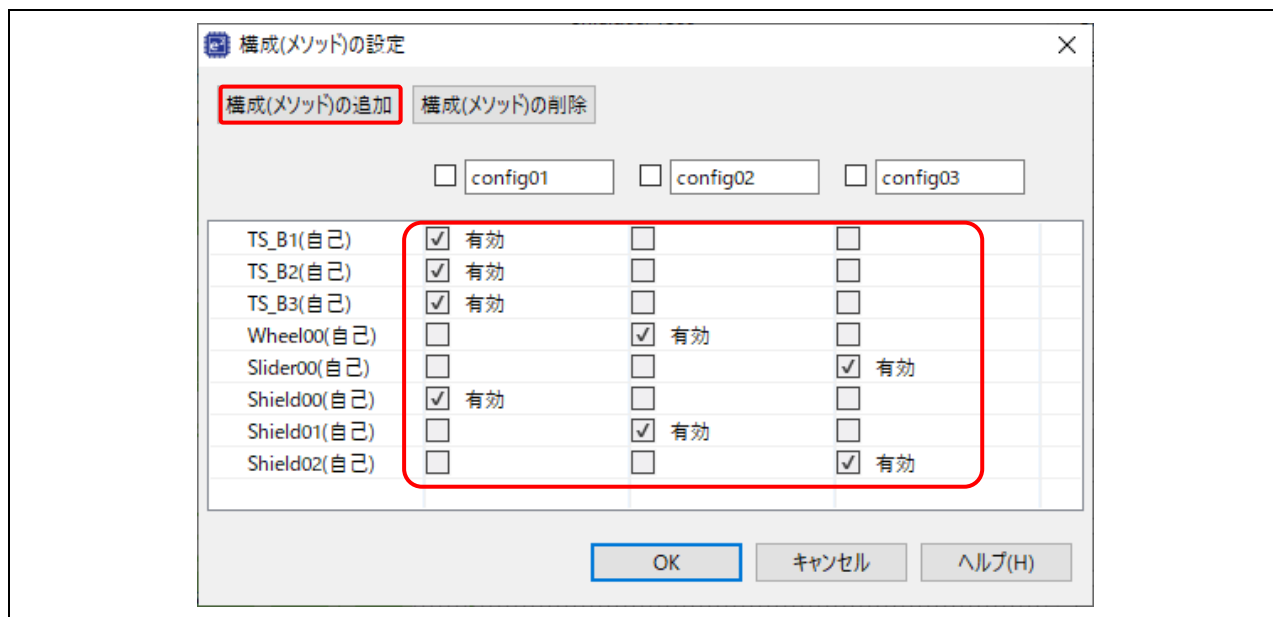 構成(メソッド)の設定
構成(メソッド)の追加 構成(メソッド)の削除
config01 config02 config03
TS_B1(自己) 有効
TS_B2(自己) 有効
TS_B3(自己) 有効
Wheel00(自己) 有効
Slider00(自己) 有効
Shield00(自己) 有効
Shield01(自己) 有効
Shield02(自己) 有効
OK キャンセル ヘルプ(H)